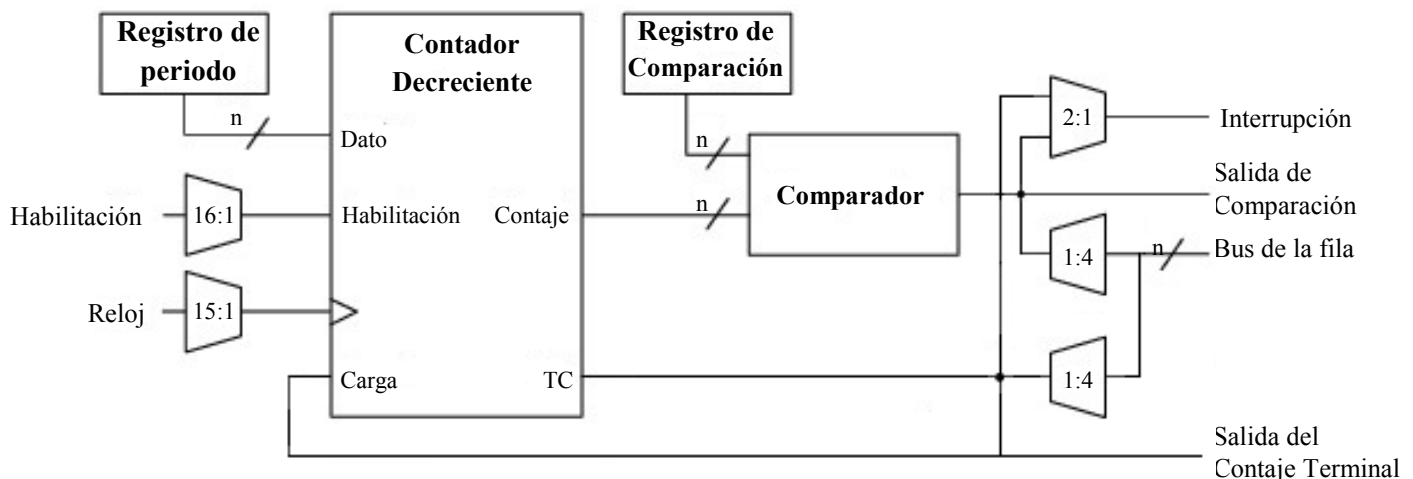 Registro de
periodo
Contador
Decreciente
Registro de
Comparación
n
Dato
n
2:1
Interrupción
Comparador
Salida de
Comparación
Habilitación
16:1
Habilitación
Contaje
n
1:4
n
Bus de la fila
Reloj
15:1
Carga
TC
1:4
Salida del
Contaje Terminal